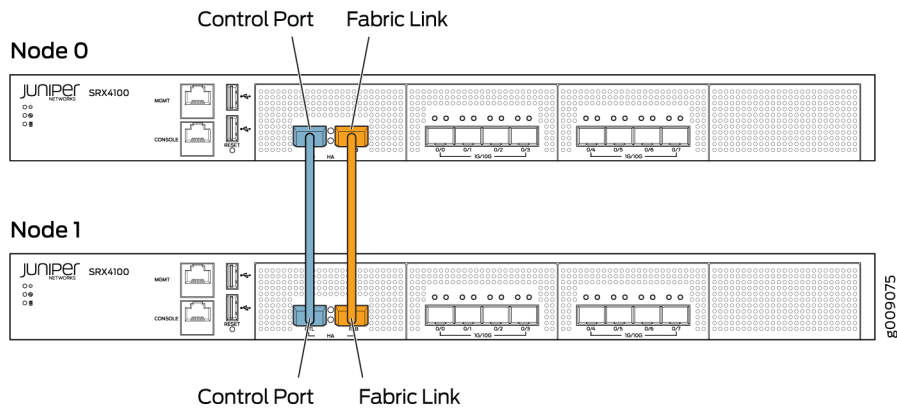 Control Port Fabric Link
Node 0
JUNIPER NETWORKS SRX4100
MGMT
CONSOLE
RESET
HA
0/0 0/1 0/2 0/3
1G/10G
0/4 0/5 0/6 0/7
1G/10G
Node 1
JUNIPER NETWORKS SRX4100
MGMT
CONSOLE
RESET
HA
0/0 0/1 0/2 0/3
1G/10G
0/4 0/5 0/6 0/7
1G/10G
g009075
Control Port Fabric Link